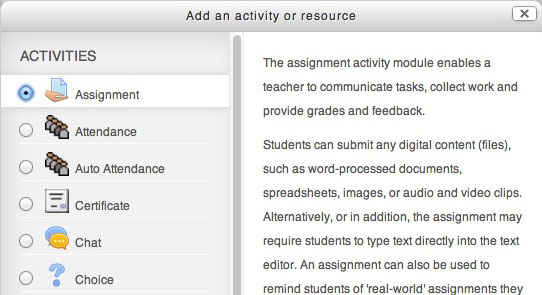 Add an activity or resource
ACTIVITIES
Assignment
Attendance
Auto Attendance
Certificate
Chat
Choice
The assignment activity module enables a
teacher to communicate tasks, collect work and
provide grades and feedback.
Students can submit any digital content (files),
such as word-processed documents,
spreadsheets, images, or audio and video clips.
Alternatively, or in addition, the assignment may
require students to type text directly into the text
editor. An assignment can also be used to
remind students of 'real-world' assignments they